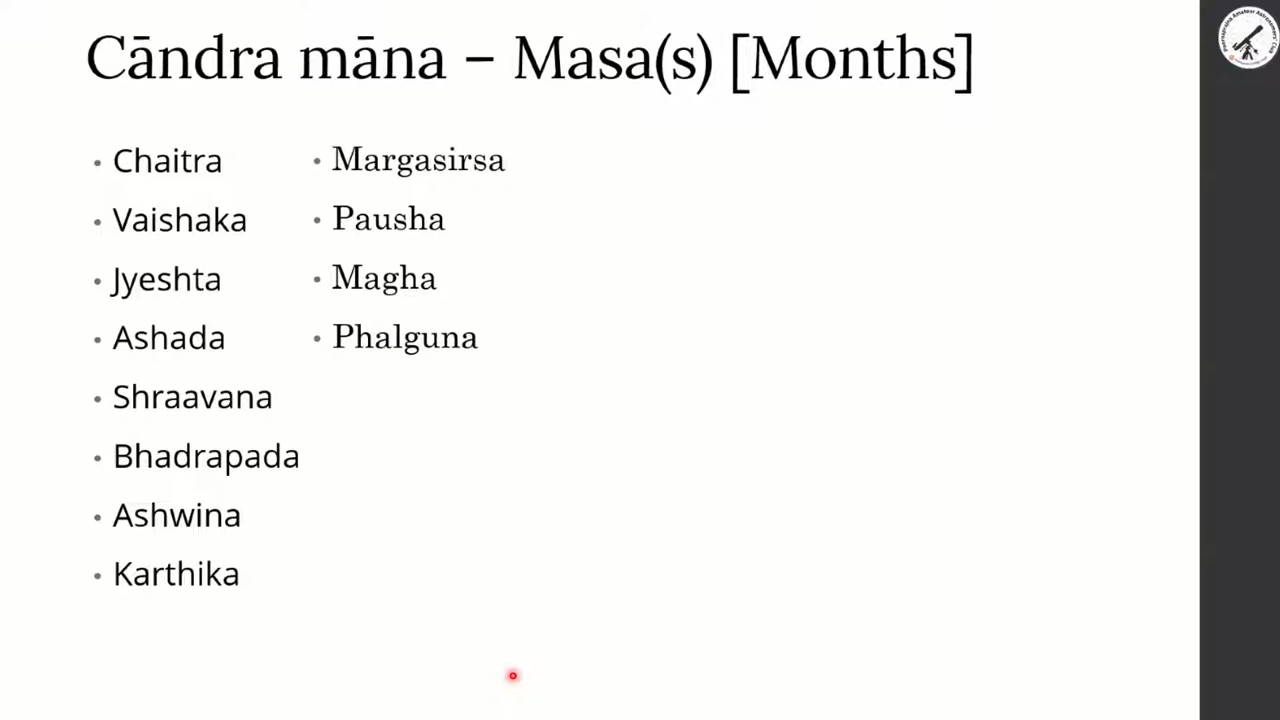 Cāndra māna – Masa(s) [Months]
• Chaitra
• Vaishaka
• Jyeshta
• Ashada
• Shraavana
• Bhadrapada
• Ashwina
• Karthika
• Margasirsa
• Pausha
• Magha
• Phalguna